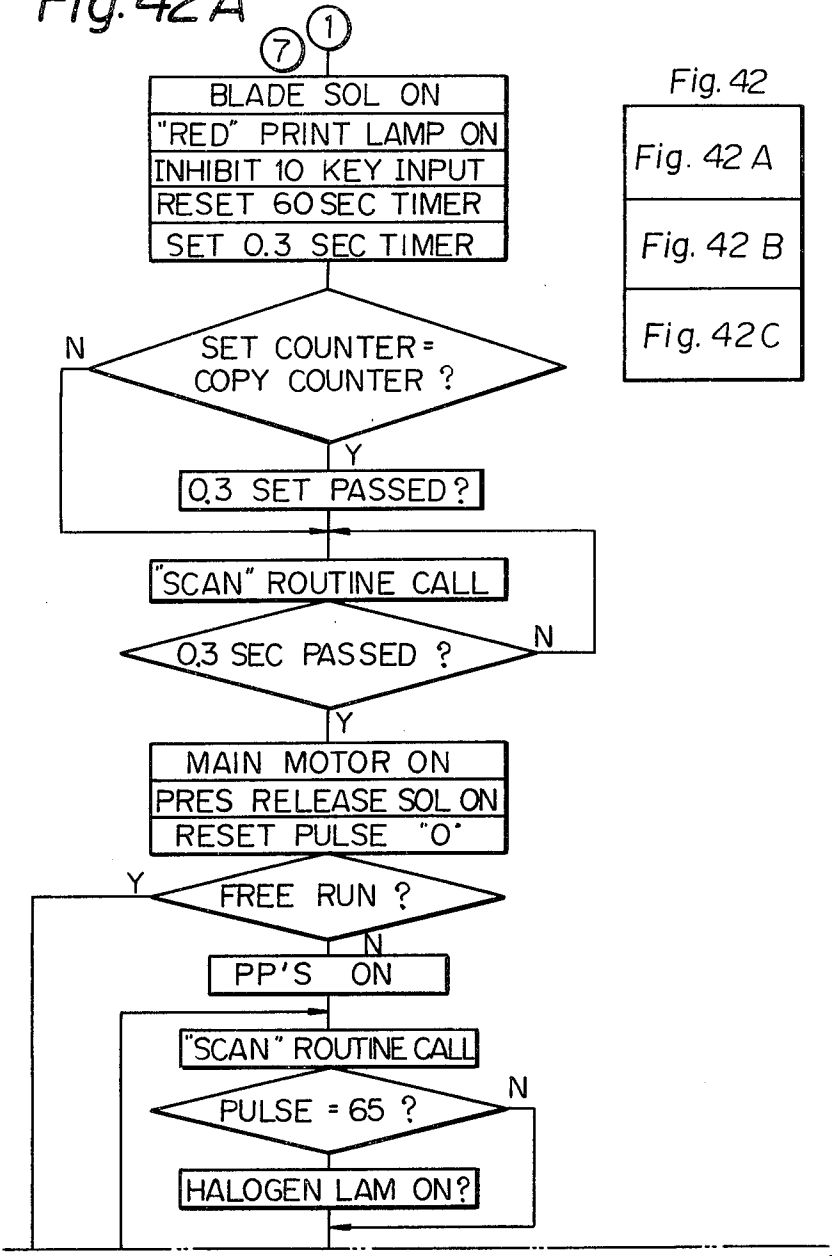 Fig. 42A
7 1
BLADE SOL ON
"RED" PRINT LAMP ON
INHIBIT 10 KEY INPUT
RESET 60 SEC TIMER
SET 0.3 SEC TIMER
N
SET COUNTER =
COPY COUNTER ?
Y
0.3 SET PASSED ?
"SCAN" ROUTINE CALL
0.3 SEC PASSED ?
N
Y
MAIN MOTOR ON
PRES RELEASE SOL ON
RESET PULSE "0"
Y
FREE RUN ?
N
PP'S ON
"SCAN" ROUTINE CALL
PULSE = 65 ?
N
HALOGEN LAM ON?
Fig. 42
Fig. 42 A
Fig. 42 B
Fig. 42C